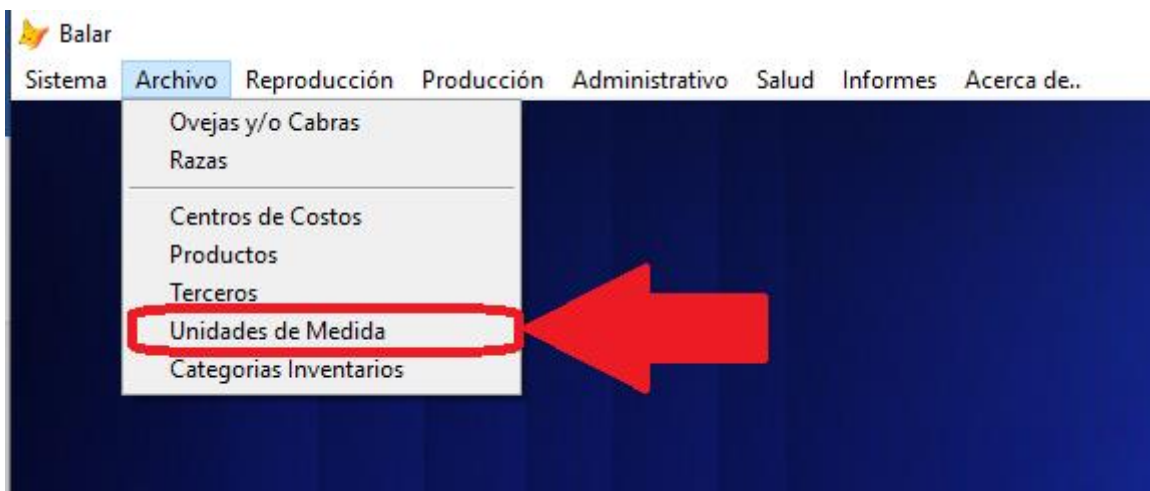 Balar
Sistema Archivo Reproducción Producción Administrativo Salud Informes Acerca de..
Ovejas y/o Cabras
Razas
Centros de Costos
Productos
Terceros
Unidades de Medida
Categorias Inventarios